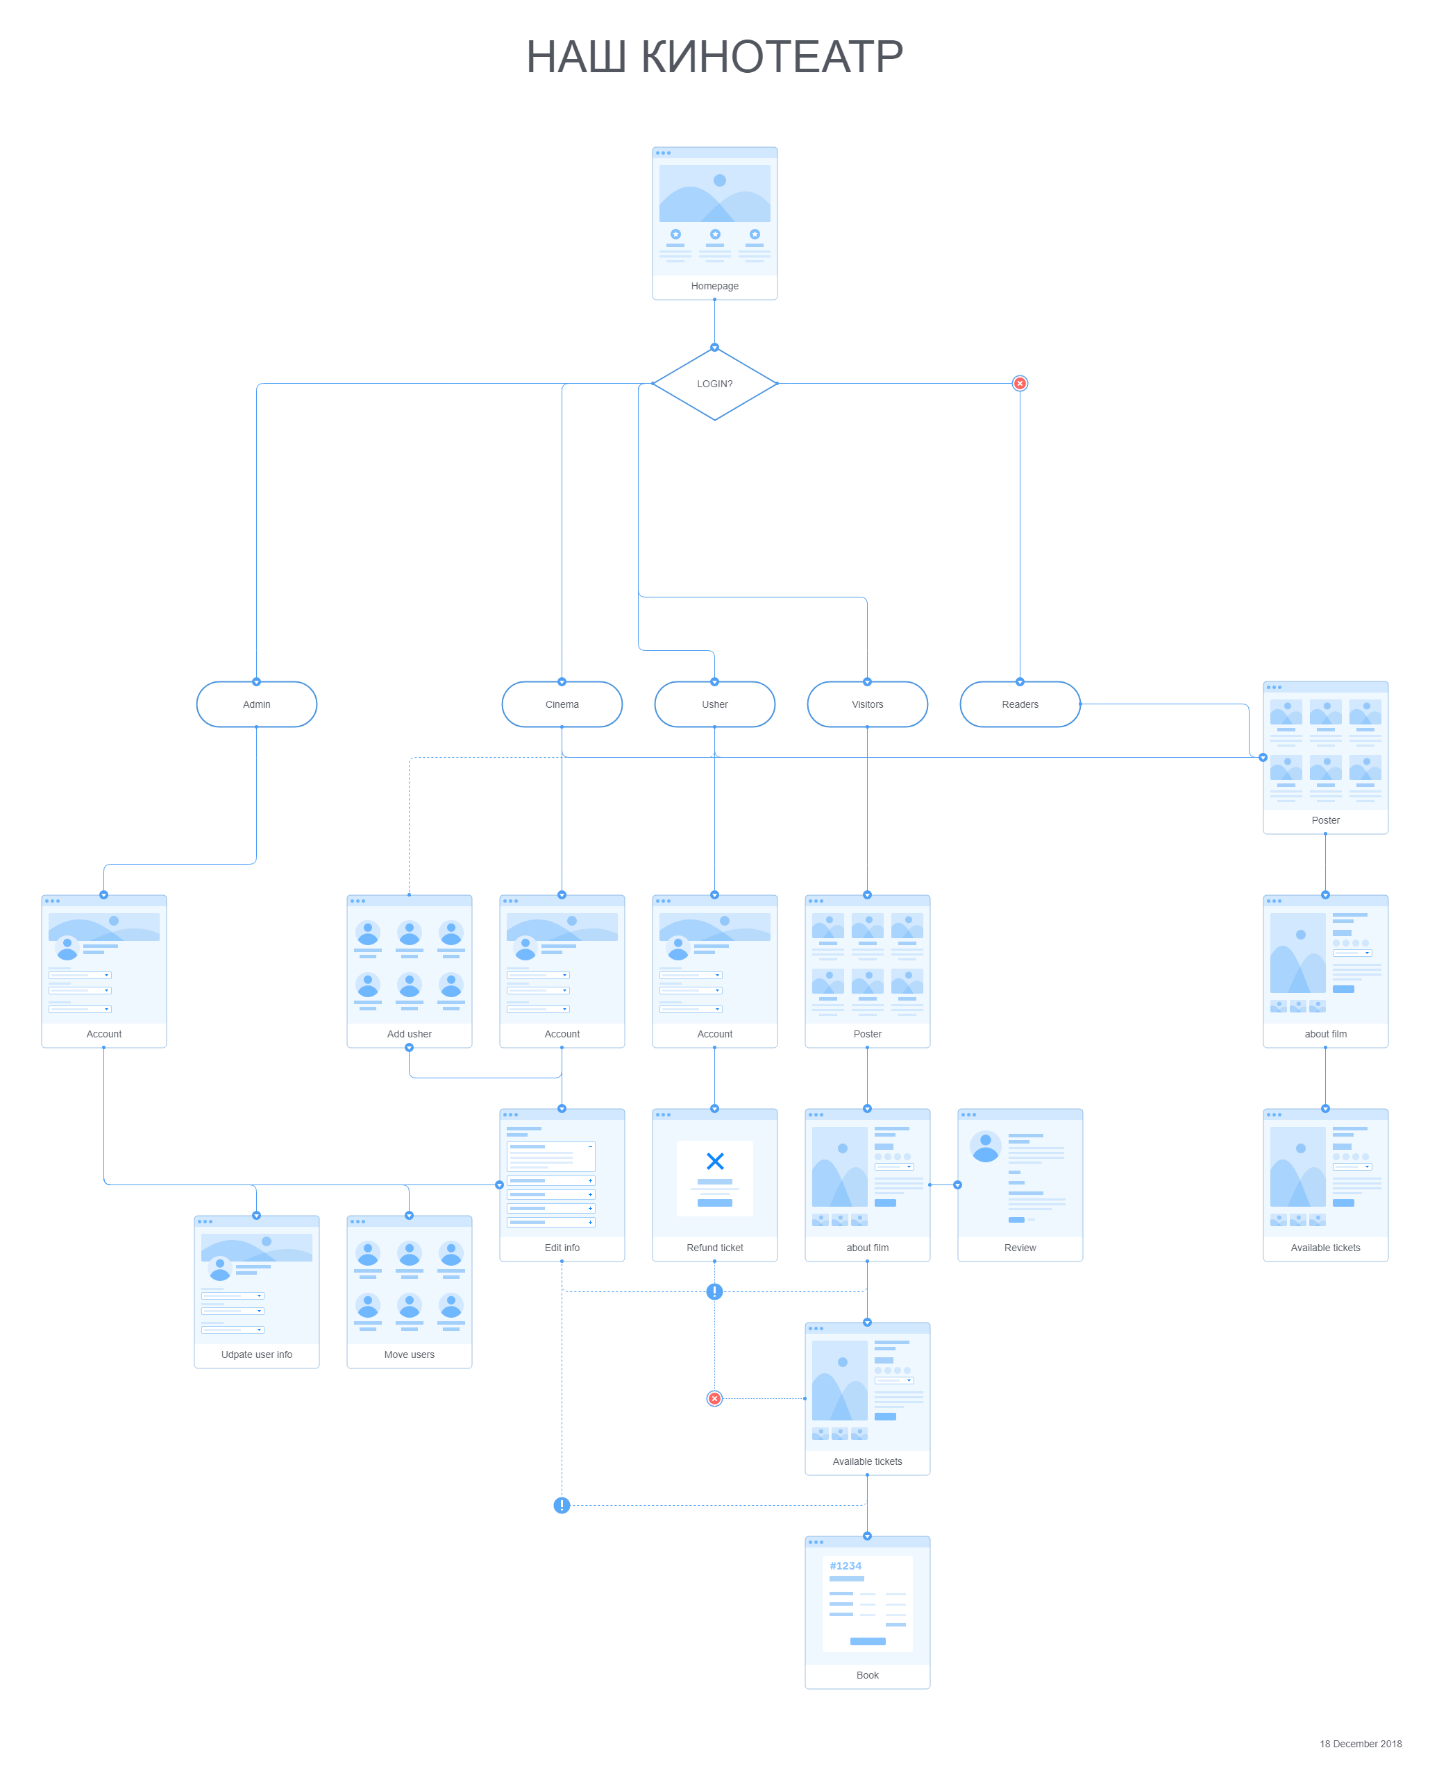 НАШ КИНОТЕАТР
Homepage
LOGIN?
Admin
Cinema
Usher
Visitors
Readers
Poster
Account
Add usher
Account
Account
Poster
about film
Edit info
Refund ticket
about film
Review
Available tickets
Udpate user info
Move users
Available tickets
#1234
Book
18 December 2018